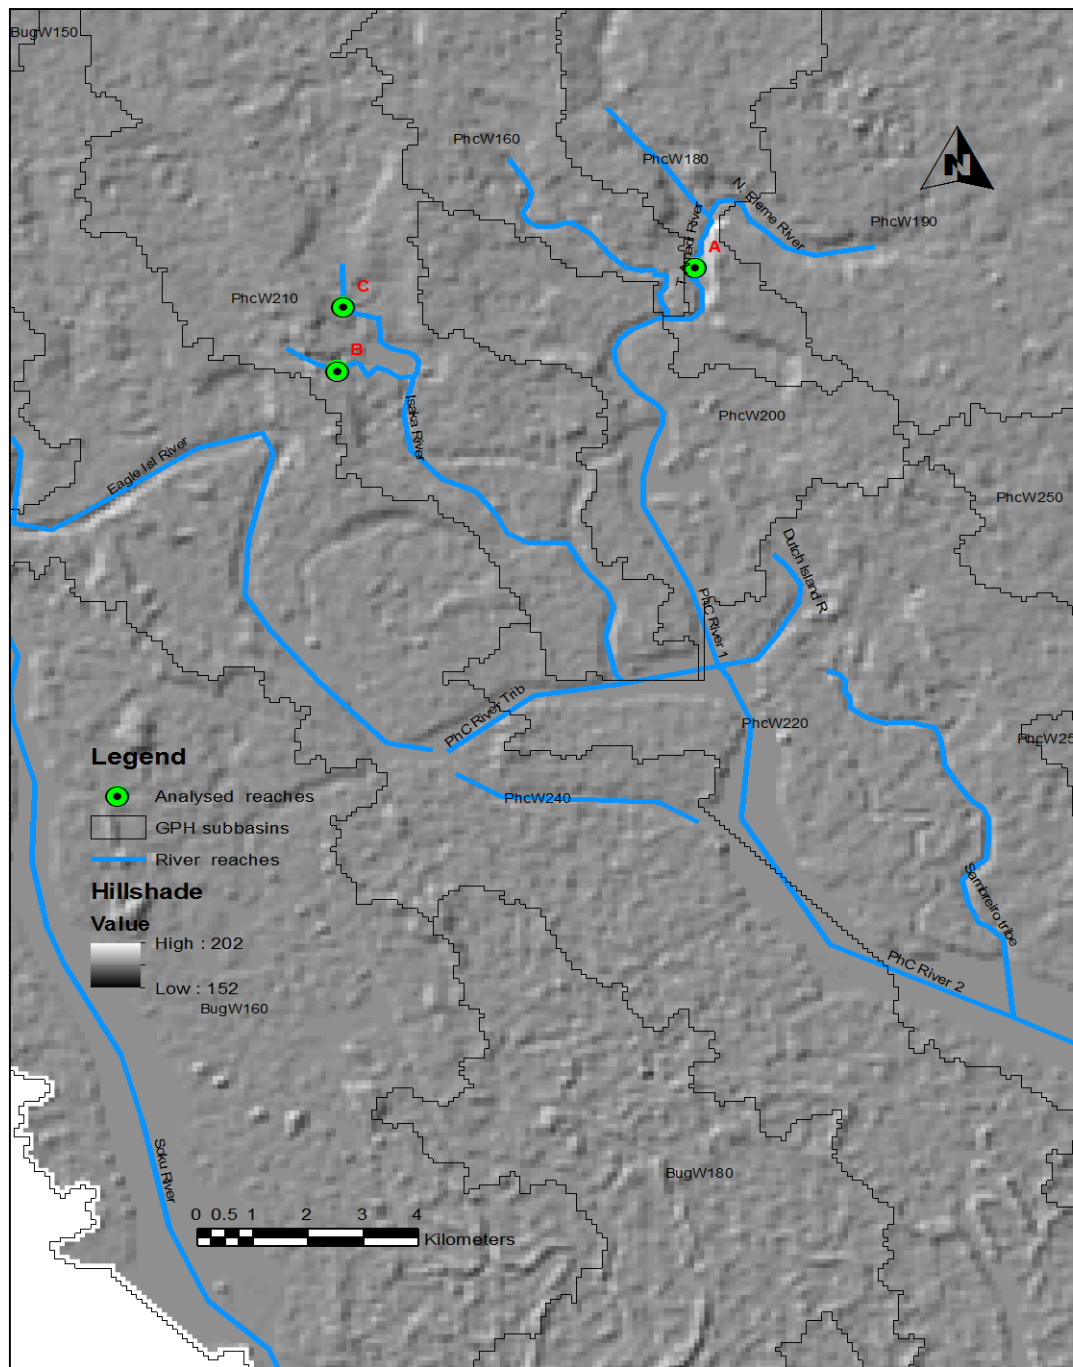 BugW150
PhcW160
PhcW180
N
N. Rieme River
PhcW190
A
C
PhcW210
B
Isaka River
PhcW200
Eagle Isl River
PhcW250
Dutch Island R
PhC River 1
PhC River Trib
PhcW220
PhcW25
Legend
Analysed reaches
PhcW240
GPH subbasins
River reaches
Sambreiro tribe
Hillshade
Value
High : 202
PhC River 2
Low : 152
BugW160
Soku River
BugW180
0 0.5 1 2 3 4
Kilometers